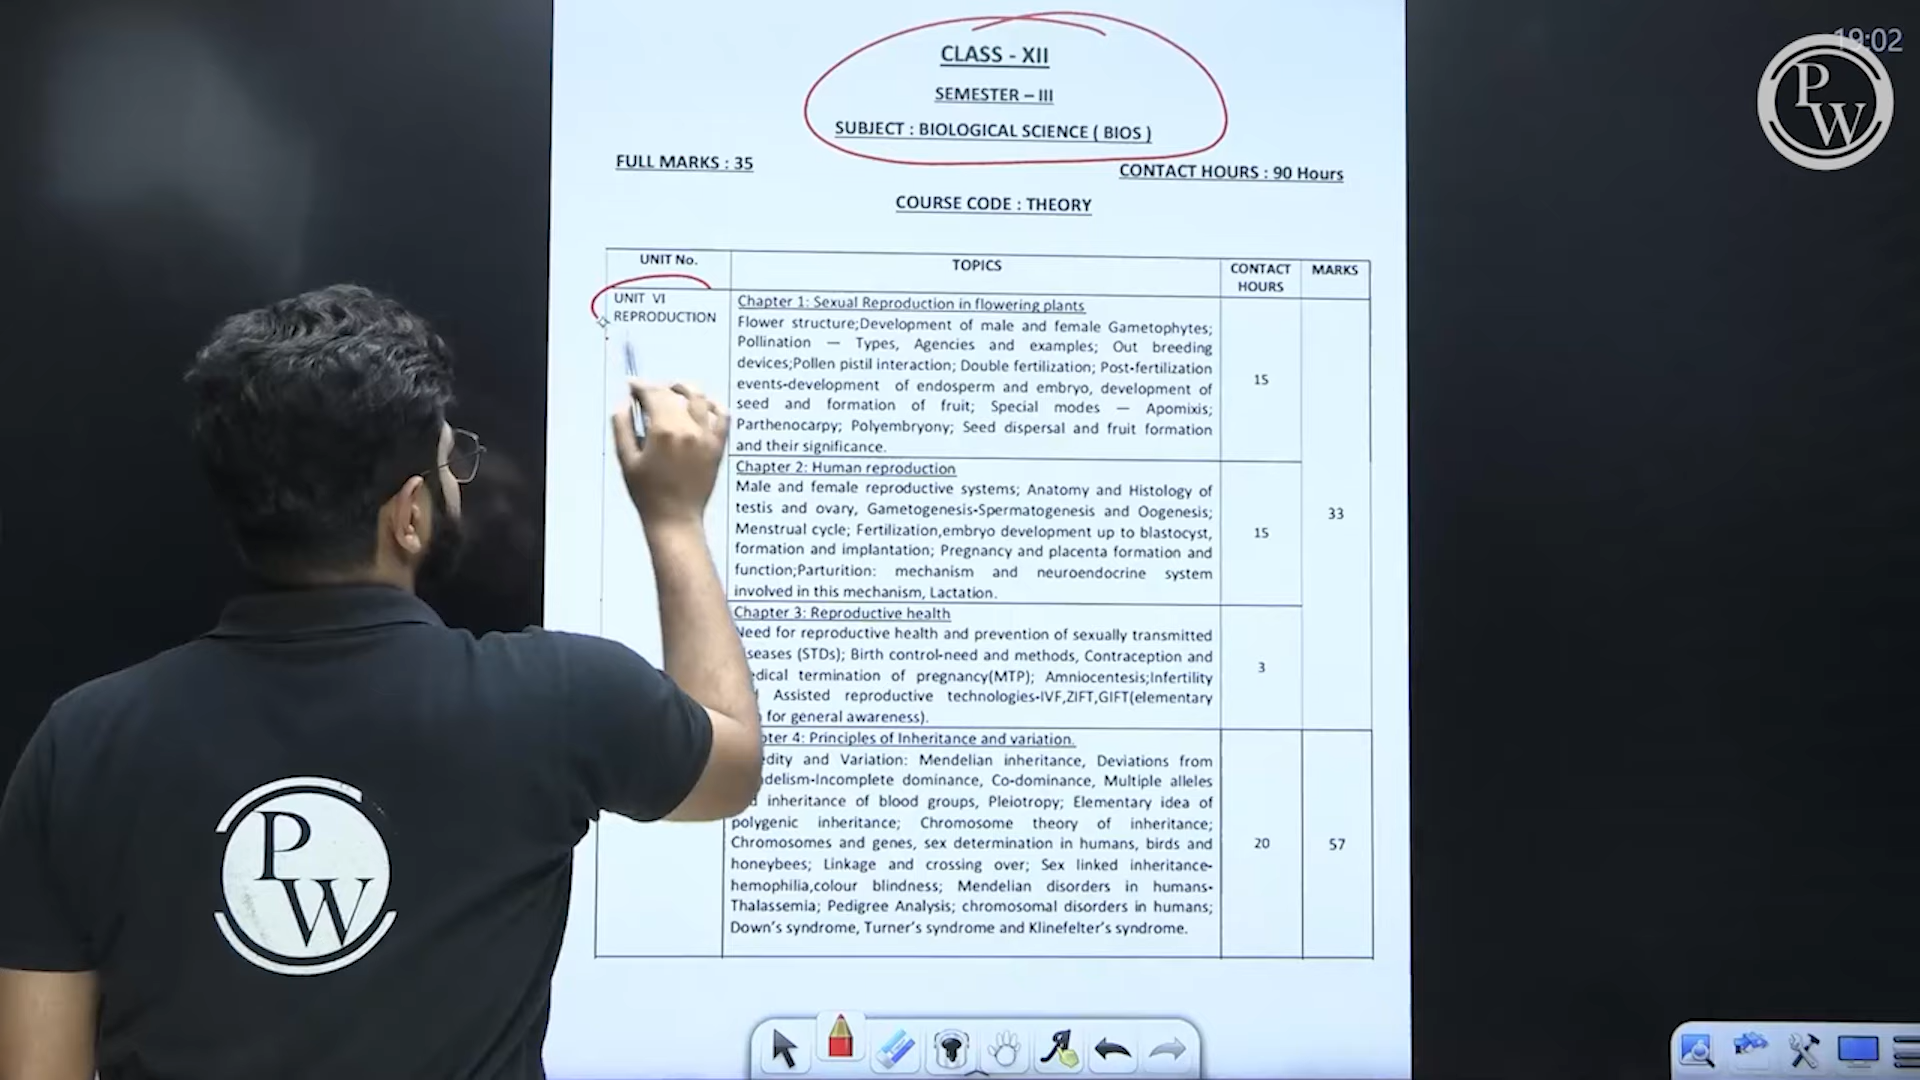 19:02
PW
CLASS - XII
SEMESTER – III
SUBJECT : BIOLOGICAL SCIENCE ( BIOS )
FULL MARKS : 35
CONTACT HOURS : 90 Hours
COURSE CODE : THEORY
UNIT No.
TOPICS
CONTACT
HOURS
MARKS
UNIT VI
REPRODUCTION
Chapter 1: Sexual Reproduction in flowering plants
Flower structure;Development of male and female Gametophytes;
Pollination — Types, Agencies and examples; Out breeding
devices;Pollen pistil interaction; Double fertilization; Post-fertilization
events-development of endosperm and embryo, development of
seed and formation of fruit; Special modes — Apomixis;
Parthenocarpy; Polyembryony; Seed dispersal and fruit formation
and their significance.
15
Chapter 2: Human reproduction
Male and female reproductive systems; Anatomy and Histology of
testis and ovary, Gametogenesis-Spermatogenesis and Oogenesis;
Menstrual cycle; Fertilization,embryo development up to blastocyst,
formation and implantation; Pregnancy and placenta formation and
function;Parturition: mechanism and neuroendocrine system
involved in this mechanism, Lactation.
15
33
Chapter 3: Reproductive health
Need for reproductive health and prevention of sexually transmitted
seases (STDs); Birth control-need and methods, Contraception and
dical termination of pregnancy(MTP); Amniocentesis;Infertility
Assisted reproductive technologies-IVF,ZIFT,GIFT(elementary
for general awareness).
3
pter 4: Principles of Inheritance and variation.
edity and Variation: Mendelian inheritance, Deviations from
delism-Incomplete dominance, Co-dominance, Multiple alleles
inheritance of blood groups, Pleiotropy; Elementary idea of
polygenic inheritance; Chromosome theory of inheritance;
Chromosomes and genes, sex determination in humans, birds and
honeybees; Linkage and crossing over; Sex linked inheritance-
hemophilia,colour blindness; Mendelian disorders in humans-
Thalassemia; Pedigree Analysis; chromosomal disorders in humans;
Down's syndrome, Turner's syndrome and Klinefelter's syndrome.
20
57
PW